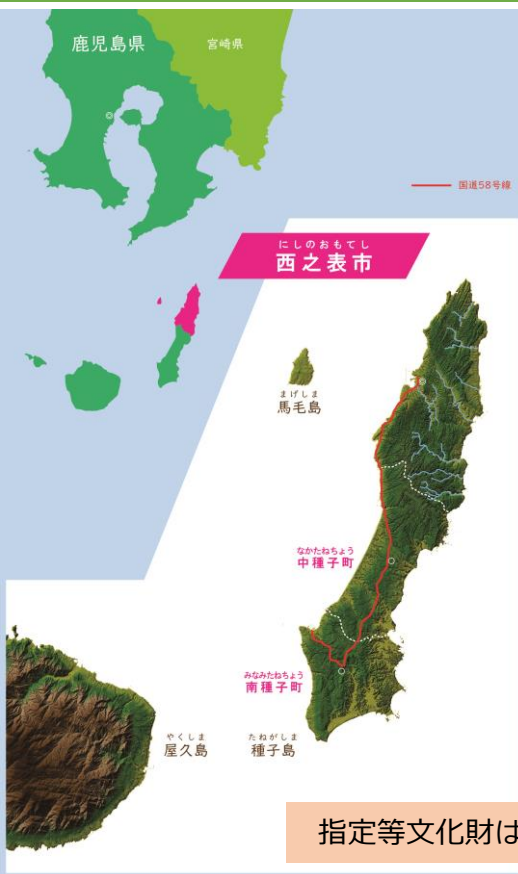 鹿児島県
宮崎県
国道58号線
にしのおもてし
西之表市
まげしま
馬毛島
なかたねちょう
中種子町
みなみたねちょう
南種子町
やくしま
屋久島
たねがしま
種子島
指定等文化財は